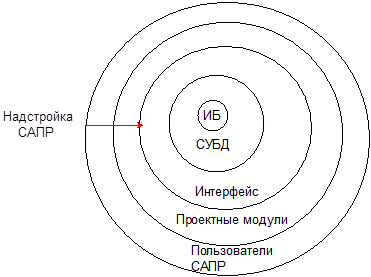 ИБ
Надстройка
САПР
СУБД
Интерфейс
Проектные модули
Пользователи
САПР